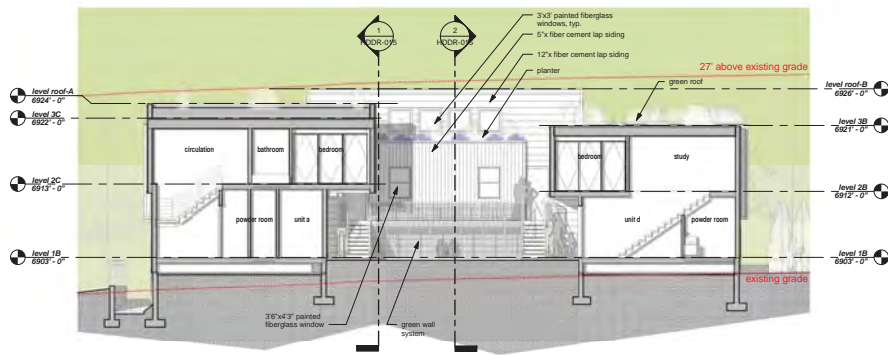 1
HDDR-015
2
HDDR-015
3'x3' painted fiberglass
windows, typ.
5"x fiber cement lap siding
12"x fiber cement lap siding
planter
27' above existing grade
green roof
level roof-A
6924' - 0"
level roof-B
6926' - 0"
level 3C
6922' - 0"
level 3B
6921' - 0"
circulation
bathroom
bedroom
bedroom
study
level 2C
6913' - 0"
level 2B
6912' - 0"
powder room
unit a
unit d
powder room
level 1B
6903' - 0"
level 1B
6903' - 0"
existing grade
3'6"x4'3" painted
fiberglass window
green wall
system